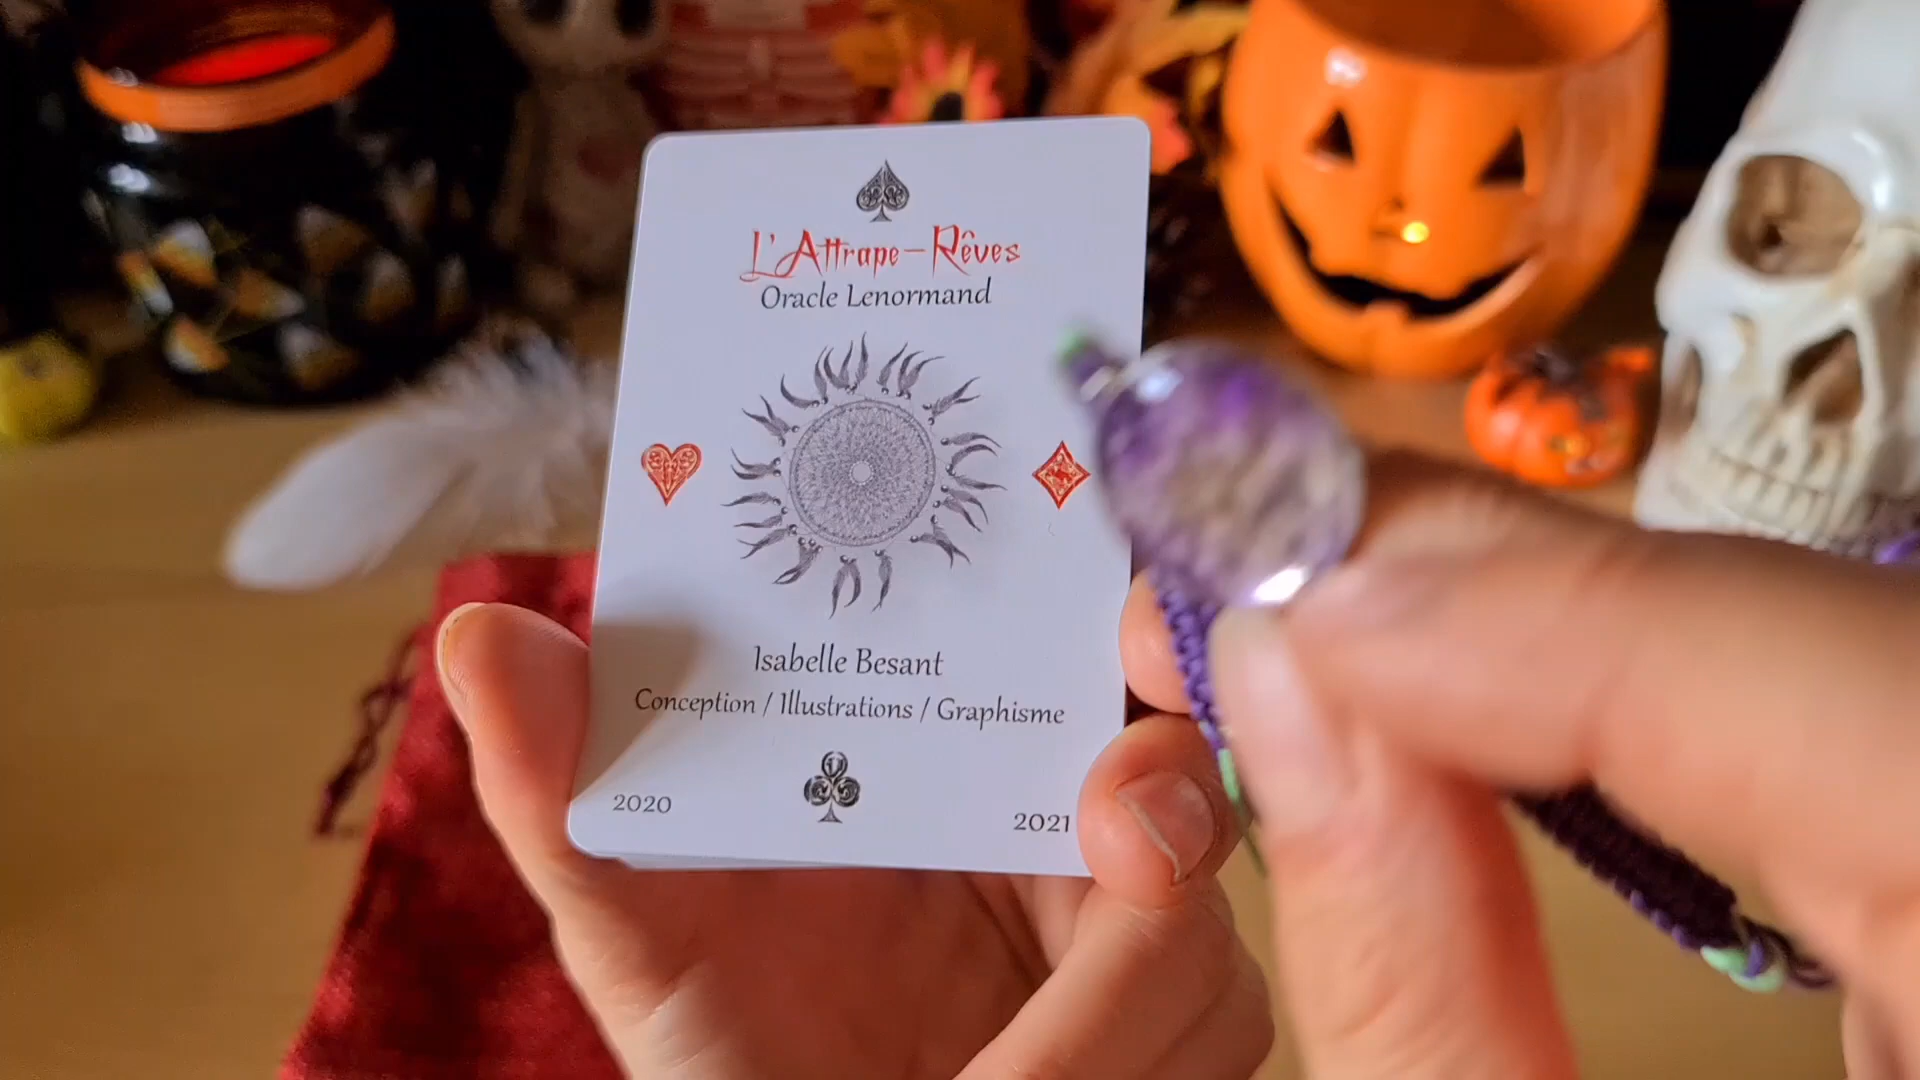 L'Attrape-Rêves
Oracle Lenormand
Isabelle Besant
Conception / Illustrations / Graphisme
2020
2021